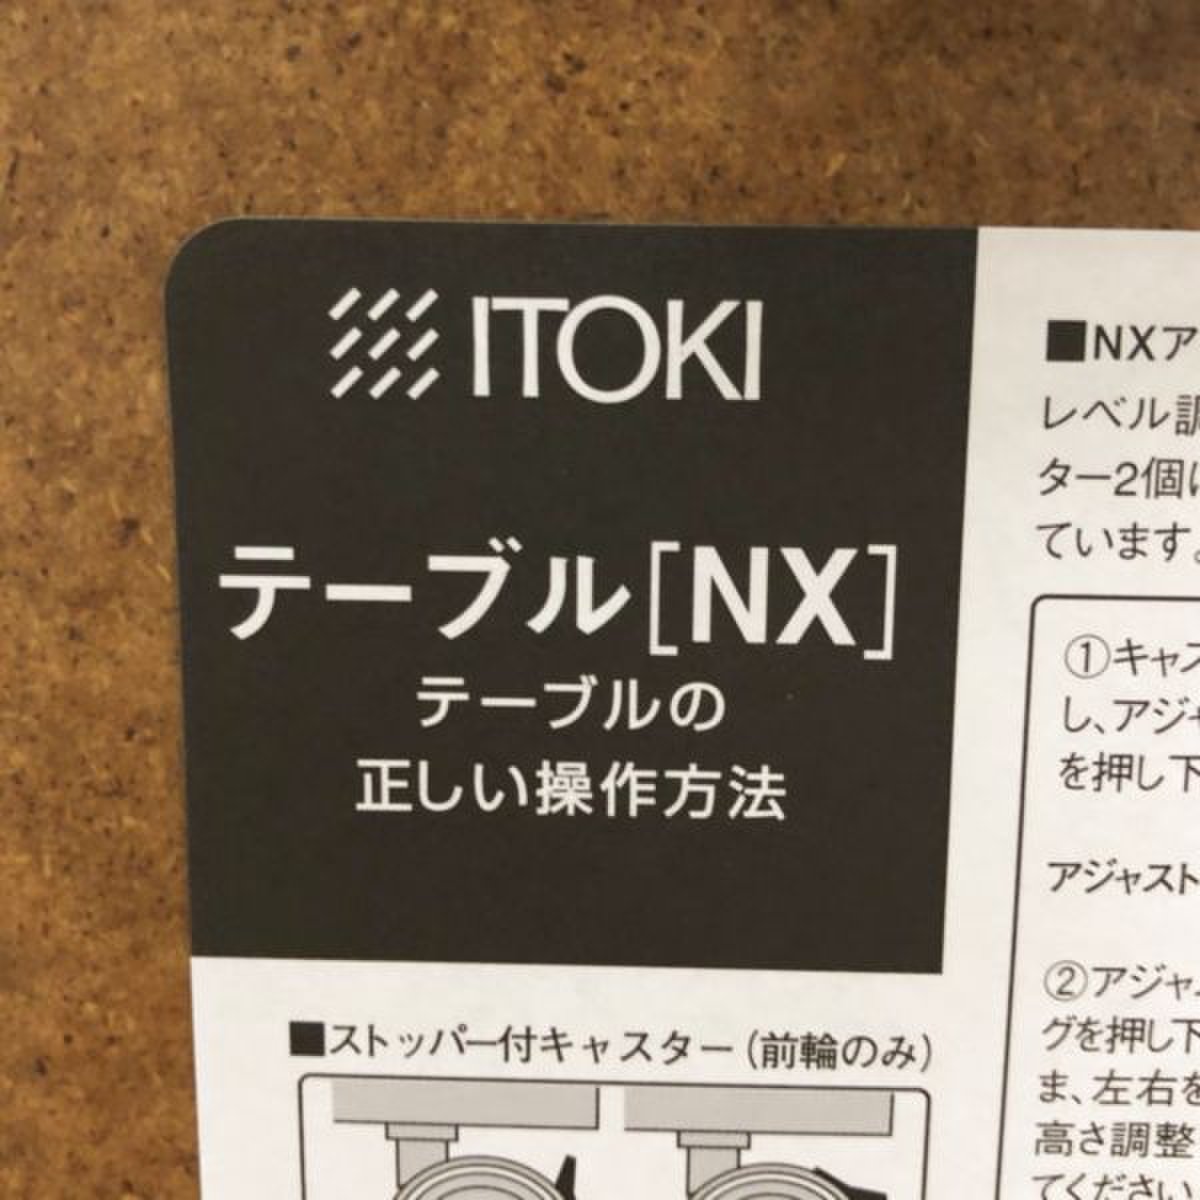 ITOKI
テーブル[NX]
テーブルの
正しい操作方法
■ストッパー付キャスター(前輪のみ)
■NXア
レベル調
ター2個に
ています。
①キャス
し、アジャ
を押し下
アジャスト
②アジャ
グを押し下
ま、左右を
高さ調整
てください